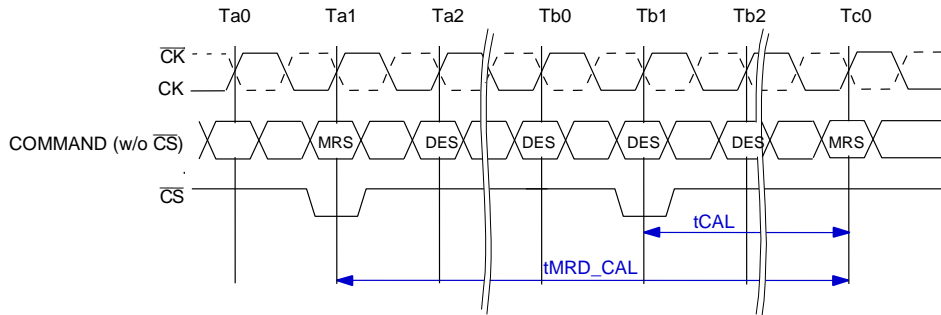 Ta0 Ta1 Ta2 Tb0 Tb1 Tb2 Tc0
CK
CK
COMMAND (w/o CS) MRS DES DES DES DES MRS
CS
tCAL
tMRD_CAL